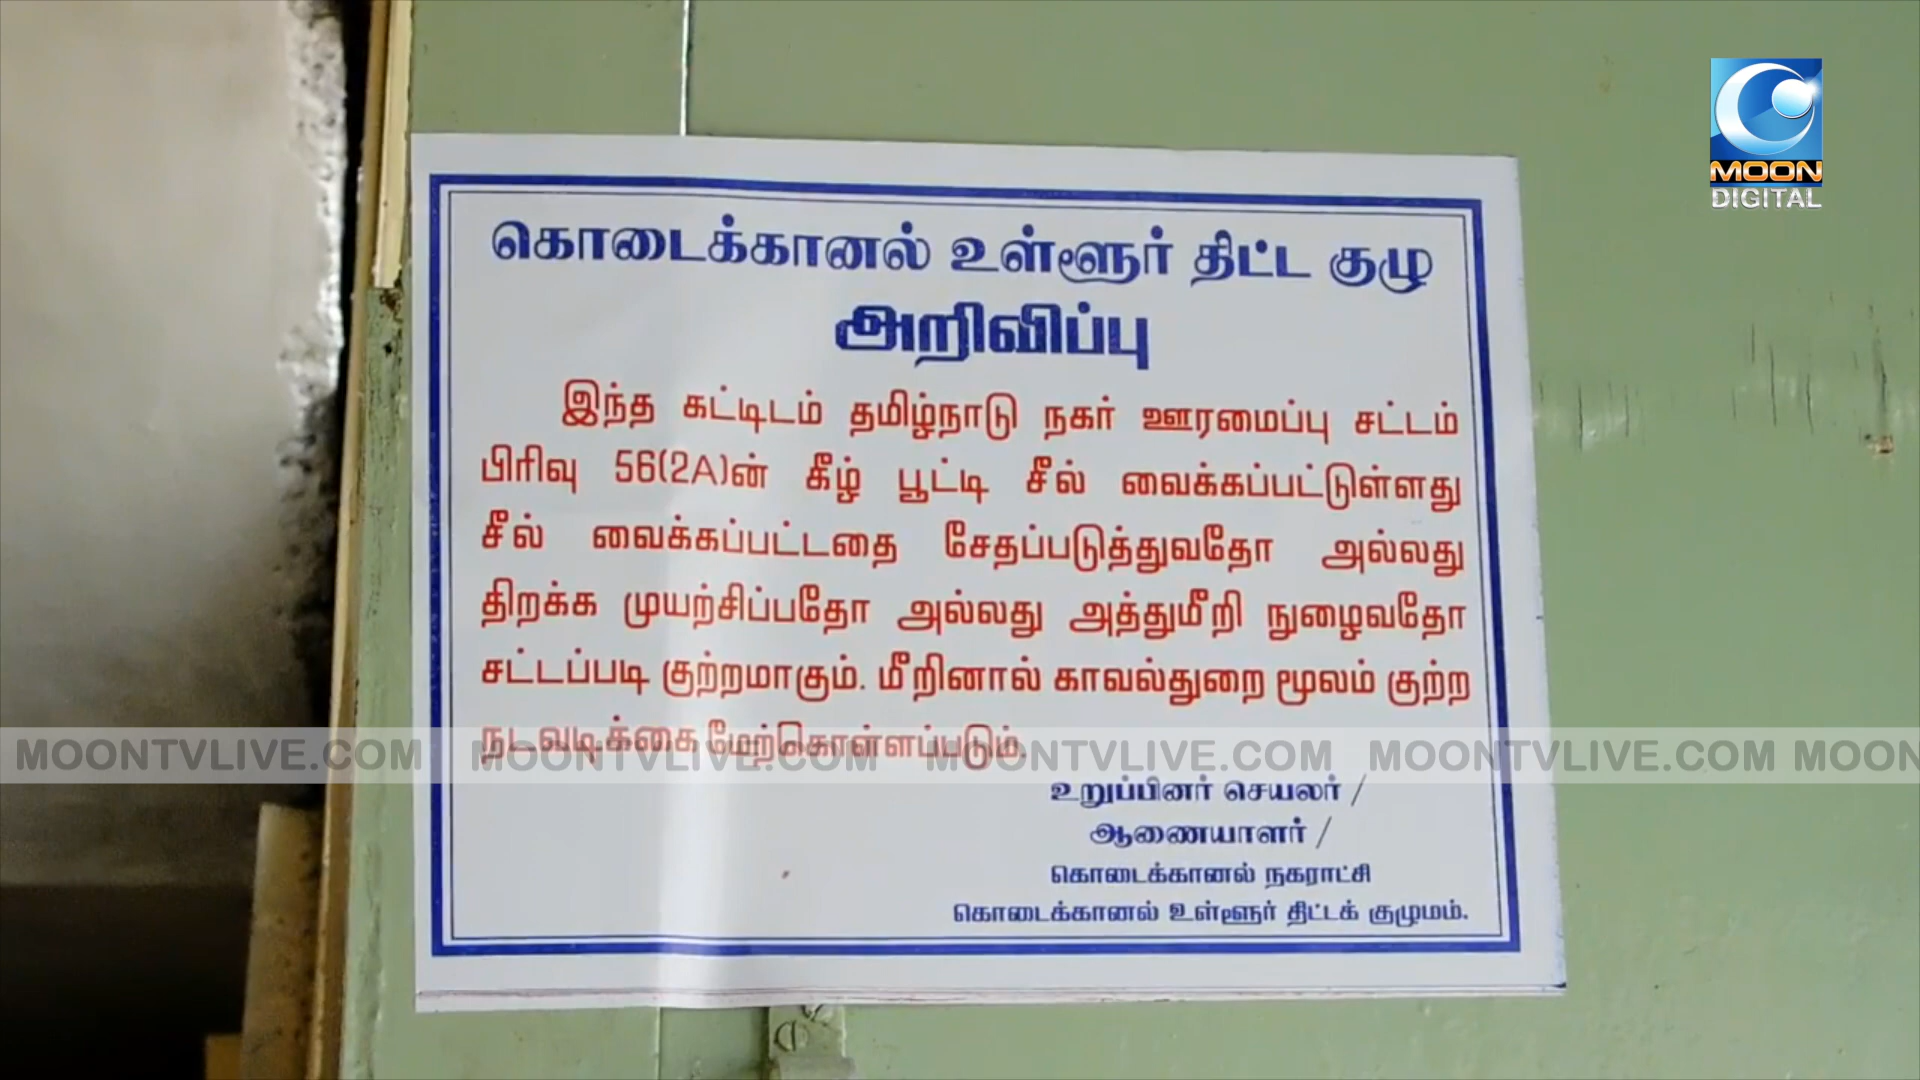 MOON
DIGITAL
கொடைக்கானல் உள்ளூர் திட்ட குழு
அறிவிப்பு
இந்த கட்டிடம் தமிழ்நாடு நகர் ஊரமைப்பு சட்டம்
பிரிவு 56(2A)ன் கீழ் பூட்டி சீல் வைக்கப்பட்டுள்ளது
சீல் வைக்கப்பட்டதை சேதப்படுத்துவதோ அல்லது
திறக்க முயற்சிப்பதோ அல்லது அத்துமீறி நுழைவதோ
சட்டப்படி குற்றமாகும். மீறினால் காவல்துறை மூலம் குற்ற
நடவடிக்கை மேற்கொள்ளப்படும்.
MOONTVLIVE.COM MOONTVLIVE.COM MOONTVLIVE.COM MOONTVLIVE.COM MOON
உறுப்பினர் செயலர் /
ஆணையாளர் /
கொடைக்கானல் நகராட்சி
கொடைக்கானல் உள்ளூர் திட்டக் குழுமம்.